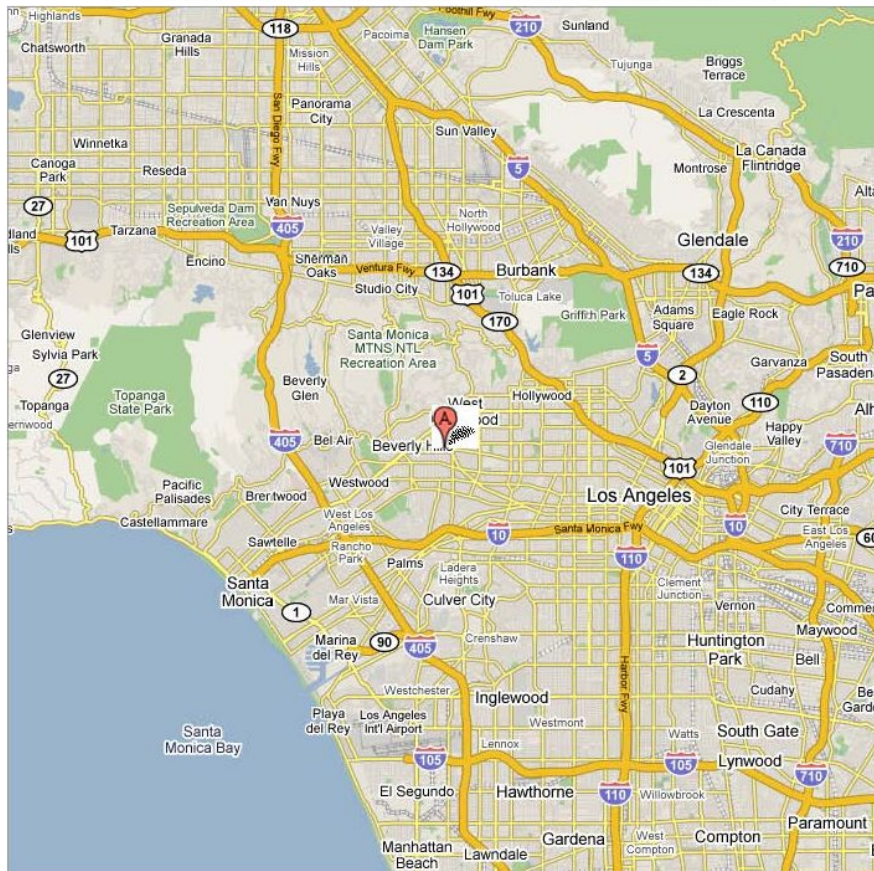 Highlands
Chatsworth
Granada
Hills
118
Mission
Hills
Pacoima
Hansen
Dam Park
Foothill Fwy
210
Sunland
Tujunga
Briggs
Terrace
San Diego Fwy
Panorama
City
Sun Valley
La Crescenta
Winnetka
Canoga
Park
Reseda
5
Montrose
La Canada
Flintridge
27
Van Nuys
Sepulveda Dam
Recreation Area
405
Valley
Village
North
Hollywood
Glendale
210
101
Tarzana
Encino
Sherman
Oaks
Ventura Fwy
134
Burbank
134
710
Studio City
101
Toluca Lake
170
Griffith Park
Adams
Square
Eagle Rock
Glenview
Sylvia Park
27
Topanga
Topanga
State Park
Santa Monica
MTNS NTL
Recreation Area
5
2
Garvanza
South
Pasadena
Beverly
Glen
West
Hollywood
110
Dayton
Avenue
Happy
Valley
405
Bel Air
A
Beverly Hills
Glendale
Junction
710
Pacific
Palisades
Brentwood
Westwood
101
Los Angeles
City Terrace
Castellammare
West Los
Angeles
10
Santa Monica Fwy
10
East Los
Angeles
60
Sawtelle
Rancho
Park
Palms
Ladera
Heights
110
Santa
Monica
Clement
Junction
Mar Vista
Culver City
Vernon
1
Marina
del Rey
90
405
Crenshaw
Harbor Fwy
Huntington
Park
Maywood
Bell
Westchester
Inglewood
Cudahy
Santa
Monica Bay
Playa
del Rey
Los Angeles
Int'l Airport
Westmont
Watts
South Gate
Lennox
105
105
Lynwood
710
El Segundo
Hawthorne
110
Willowbrook
Paramount
Manhattan
Beach
Lawndale
Gardena
West
Compton
Compton